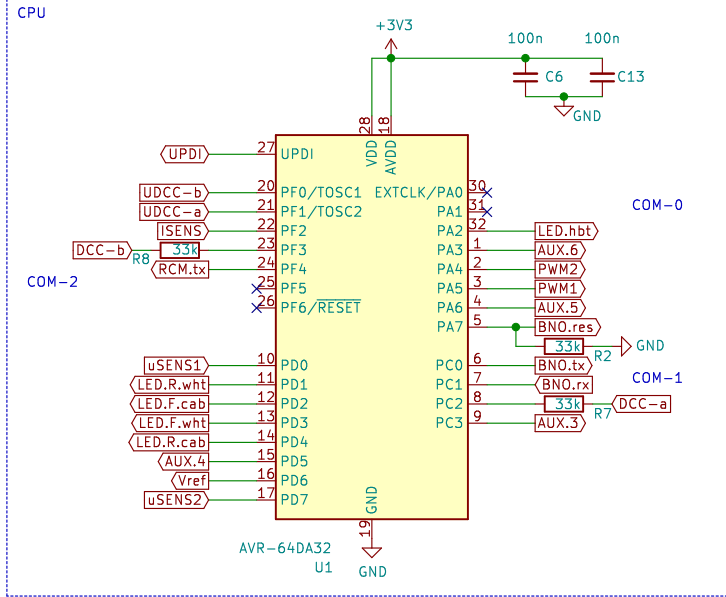 CPU
+3V3
100n 100n
C6 C13
GND
28 18
VDD AVDD
UPDI 27 UPDI
UDCC-b 20 PF0/TOSC1 EXTCLK/PA0 30
UDCC-a 21 PF1/TOSC2 PA1 31
COM-0
ISENS 22 PF2 PA2 32 LED.hbt
DCC-b 33k R8 23 PF3 PA3 1 AUX.6
RCM.tx 24 PF4 PA4 2 PWM2
COM-2
25 PF5 PA5 3 PWM1
26 PF6/RESET PA6 4 AUX.5
PA7 5 BNO.res
33k R2 GND
uSENS1 10 PD0 PC0 6 BNO.tx
COM-1
LED.R.wht 11 PD1 PC1 7 BNO.rx
LED.F.cab 12 PD2 PC2 8 33k R7 DCC-a
LED.F.wht 13 PD3 PC3 9 AUX.3
LED.R.cab 14 PD4
AUX.4 15 PD5
Vref 16 PD6
uSENS2 17 PD7
GND
19
AVR-64DA32
U1
GND